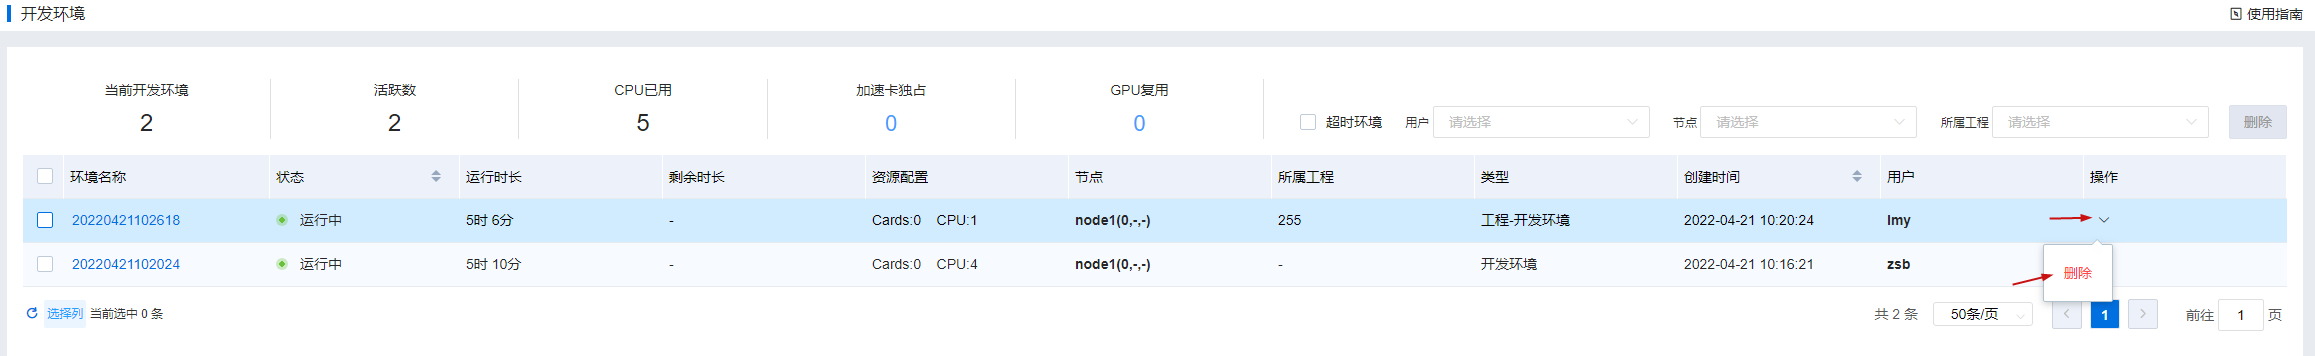 开发环境
使用指南
当前开发环境 活跃数 CPU已用 加速卡独占 GPU复用
2 2 5 0 0
超时环境 用户 请选择 节点 请选择 所属工程 请选择 删除
环境名称 状态 运行时长 剩余时长 资源配置 节点 所属工程 类型 创建时间 用户 操作
20220421102618 运行中 5时 6分 - Cards:0 CPU:1 node1(0,-,-) 255 工程-开发环境 2022-04-21 10:20:24 lmy
20220421102024 运行中 5时 10分 - Cards:0 CPU:4 node1(0,-,-) - 开发环境 2022-04-21 10:16:21 zsb
删除
选择列 当前选中 0 条 共 2 条 50条/页 1 前往 1 页